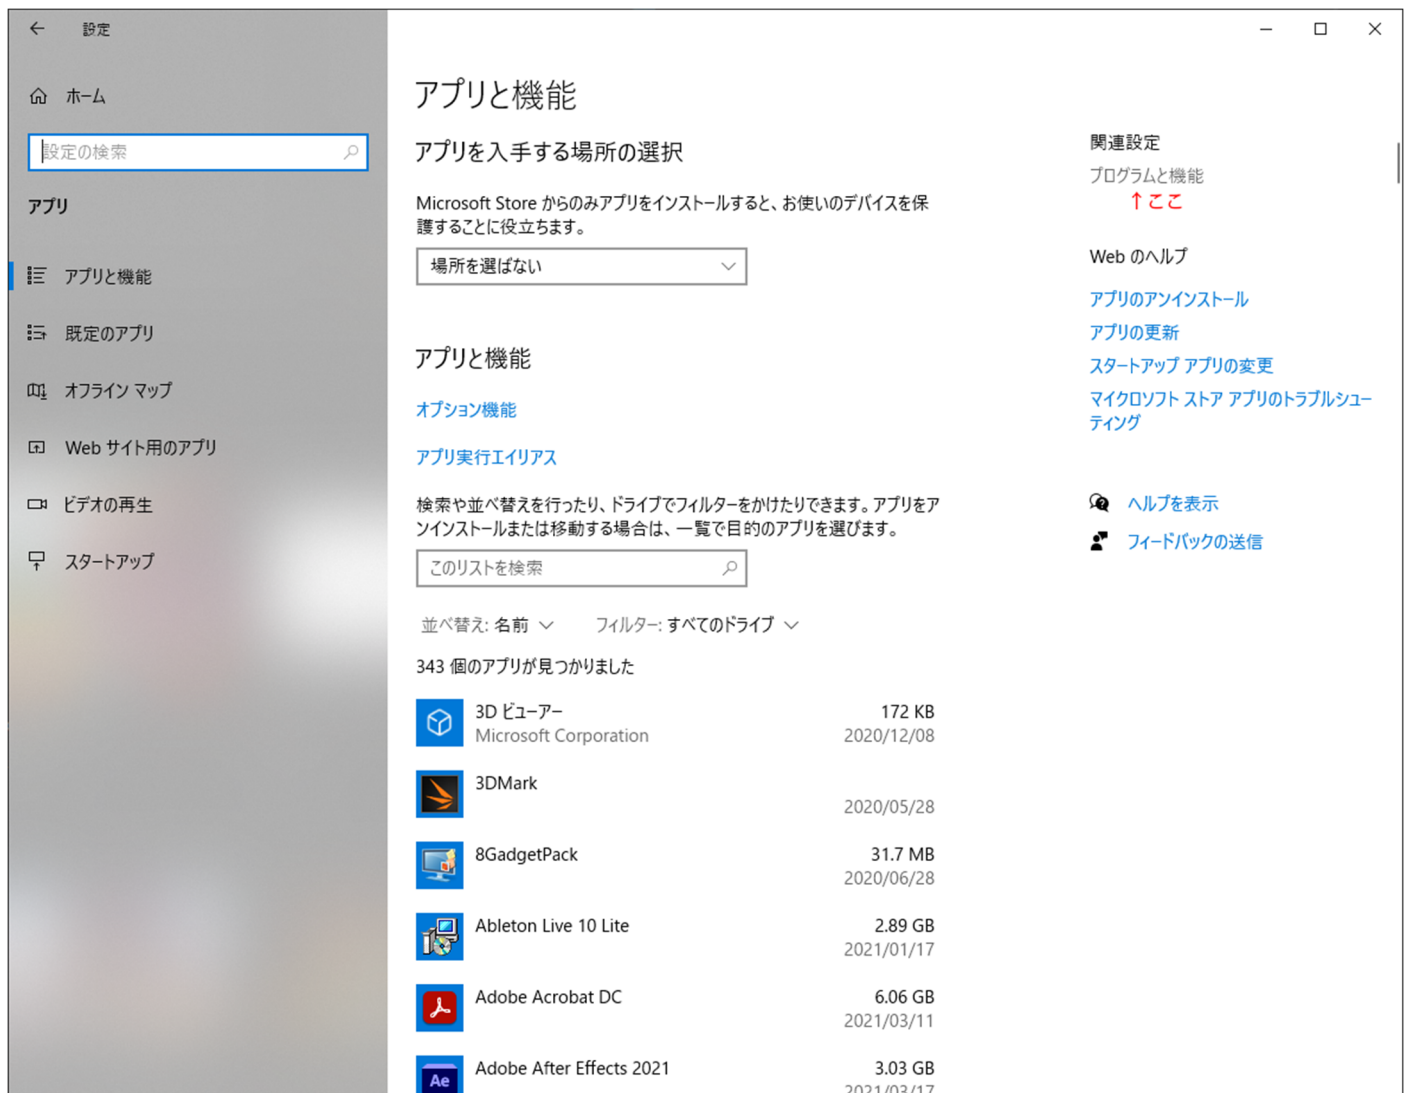 設定
ホーム
設定の検索
アプリ
アプリと機能
既定のアプリ
オフライン マップ
Web サイト用のアプリ
ビデオの再生
スタートアップ
アプリと機能
アプリを入手する場所の選択
Microsoft Store からのみアプリをインストールすると、お使いのデバイスを保
護することに役立ちます。
場所を選ばない
アプリと機能
オプション機能
アプリ実行エイリアス
検索や並べ替えを行ったり、ドライブでフィルターをかけたりできます。アプリをア
ンインストールまたは移動する場合は、一覧で目的のアプリを選びます。
このリストを検索
並べ替え: 名前 フィルター: すべてのドライブ
343 個のアプリが見つかりました
3D ビューアー 172 KB
Microsoft Corporation 2020/12/08
3DMark
2020/05/28
8GadgetPack 31.7 MB
2020/06/28
Ableton Live 10 Lite 2.89 GB
2021/01/17
Adobe Acrobat DC 6.06 GB
2021/03/11
Adobe After Effects 2021 3.03 GB
Ae 2021/03/17
関連設定
プログラムと機能
↑ここ
Web のヘルプ
アプリのアンインストール
アプリの更新
スタートアップ アプリの変更
マイクロソフト ストア アプリのトラブルシュー
ティング
ヘルプを表示
フィードバックの送信